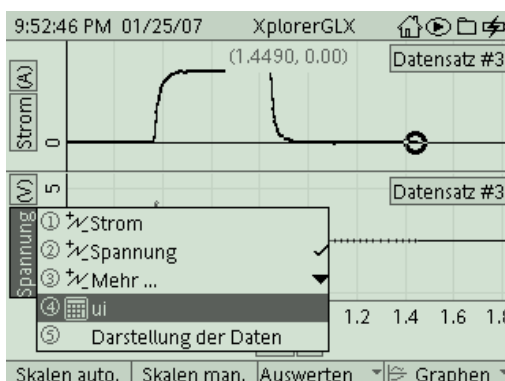 9:52:46 PM 01/25/07 XplorerGLX
(1.4490, 0.00) Datensatz #3
Strom (A)
0
Datensatz #3
Spannung (V)
5
① Strom
② Spannung
③ Mehr ...
④ ui
⑤ Darstellung der Daten
1.2 1.4 1.6 1.8
Skalen auto. Skalen man. Auswerten Graphen